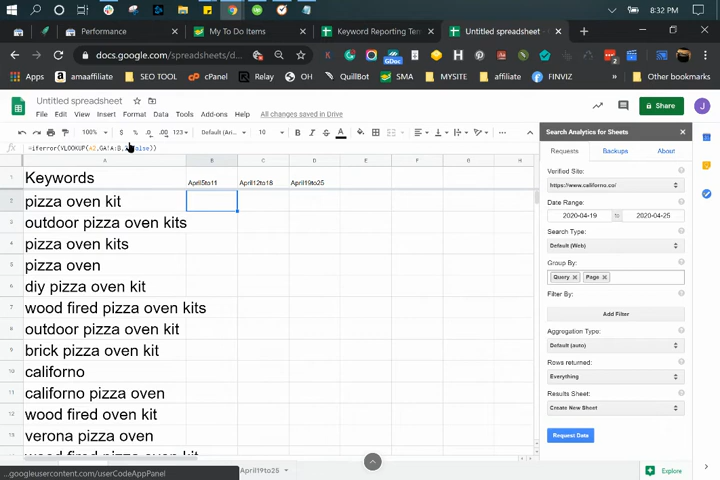 8:32 PM
Performance
My To Do Items
Keyword Reporting Tem
Untitled spreadsheet
docs.google.com/spreadsheets/d...
Apps
amaaffiliate
SEO TOOL
cPanel
Relay
OH
QuillBot
SMA
MYSITE
affiliate
FINVIZ
Other bookmarks
Untitled spreadsheet
File Edit View Insert Format Data Tools Add-ons Help
All changes saved in Drive
Share
100%
$ % .0 .00 123
Default (Ari...
10
Search Analytics for Sheets
Requests Backups About
A B C D E F G H
1 Keywords April5to11 April12to18 April19to25
2 pizza oven kit
3 outdoor pizza oven kits
4 pizza oven kits
5 pizza oven
6 diy pizza oven kit
7 wood fired pizza oven kits
8 outdoor pizza oven kit
9 brick pizza oven kit
10 californo
11 californo pizza oven
12 wood fired oven kit
13 verona pizza oven
Verified Site:
https://www.californo.co/
Date Range:
2020-04-19 to 2020-04-25
Search Type:
Default (Web)
Group By:
Query Page
Filter By:
Add Filter
Aggregation Type:
Default (auto)
Rows returned:
Everything
Results Sheet:
Create New Sheet
Request Data
...googleusercontent.com/userCodeAppPanel
April19to25
Explore